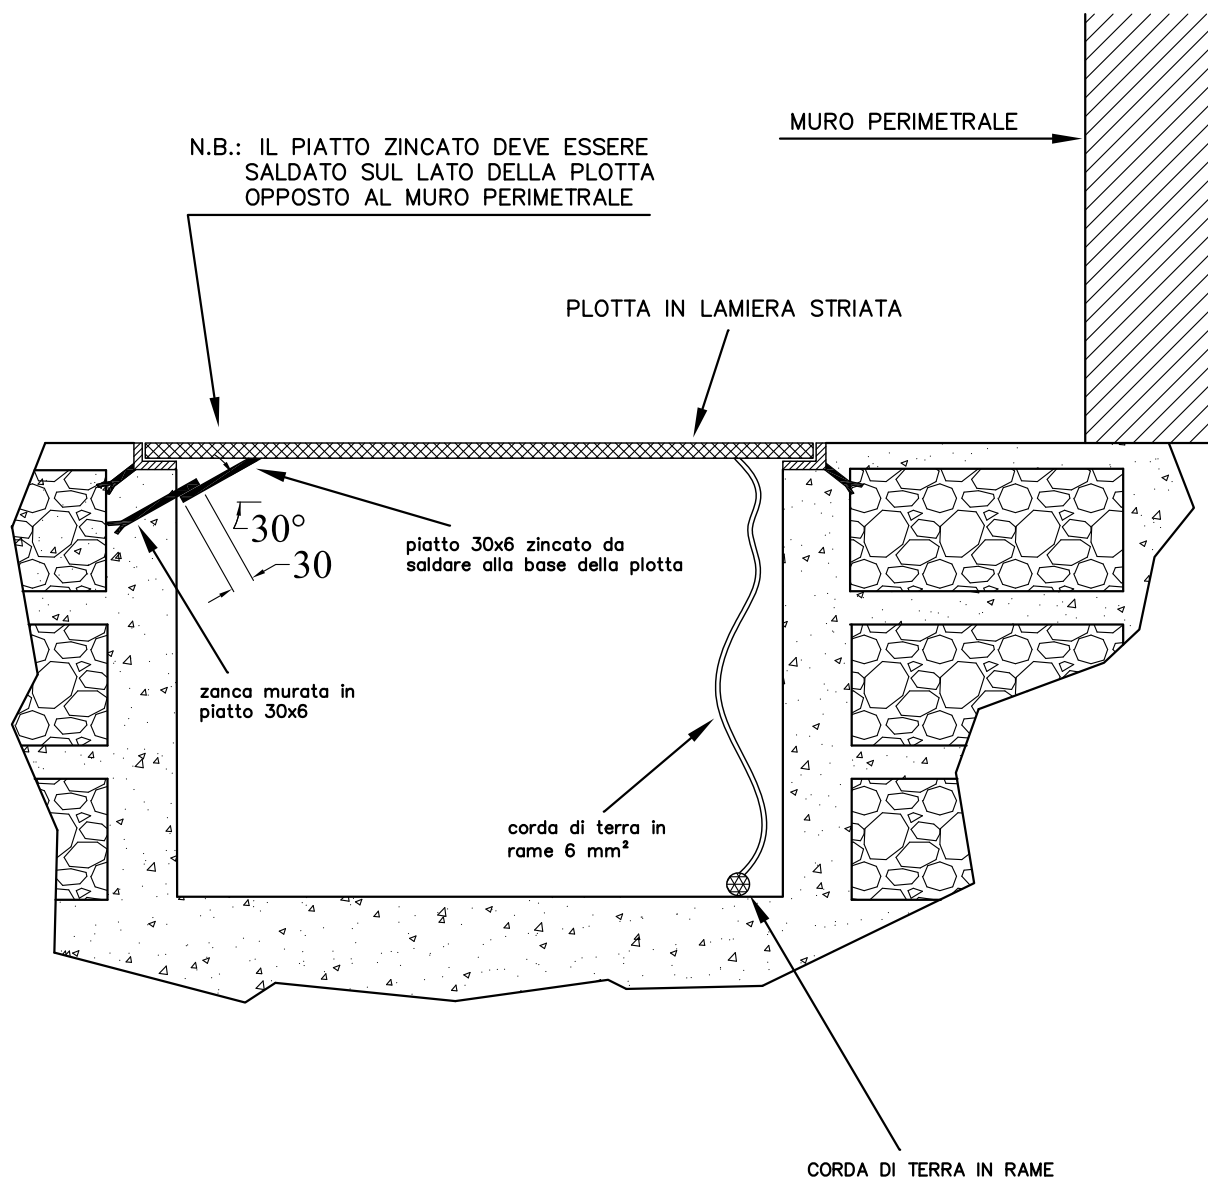 MURO PERIMETRALE
N.B.: IL PIATTO ZINCATO DEVE ESSERE
SALDATO SUL LATO DELLA PLOTTA
OPPOSTO AL MURO PERIMETRALE
PLOTTA IN LAMIERA STRIATA
30°
30
piatto 30x6 zincato da
saldare alla base della plotta
zanca murata in
piatto 30x6
corda di terra in
rame 6 mm²
CORDA DI TERRA IN RAME